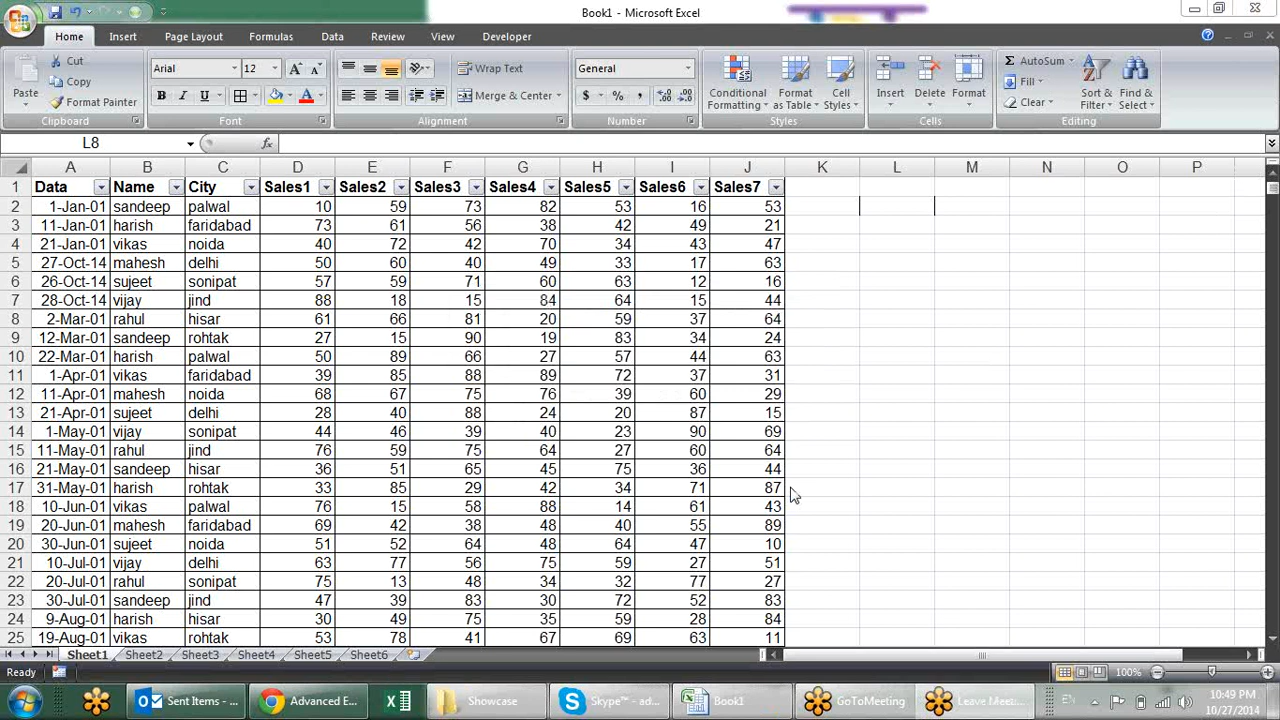 Book1 - Microsoft Excel
Home Insert Page Layout Formulas Data Review View Developer
Paste Cut Copy Format Painter Clipboard
Arial 12 B I U A A A Font
Wrap Text Merge & Center Alignment
General $ % , Number
Conditional Formatting Format as Table Cell Styles Styles
Insert Delete Format Cells
AutoSum Fill Clear Sort & Filter Find & Select Editing
L8 fx
A B C D E F G H I J K L M N O P
1 Data Name City Sales1 Sales2 Sales3 Sales4 Sales5 Sales6 Sales7
2 1-Jan-01 sandeep palwal 10 59 73 82 53 16 53
3 11-Jan-01 harish faridabad 73 61 56 38 42 49 21
4 21-Jan-01 vikas noida 40 72 42 70 34 43 47
5 27-Oct-14 mahesh delhi 50 60 40 49 33 17 63
6 26-Oct-14 sujeet sonipat 57 59 71 60 63 12 16
7 28-Oct-14 vijay jind 88 18 15 84 64 15 44
8 2-Mar-01 rahul hisar 61 66 81 20 59 37 64
9 12-Mar-01 sandeep rohtak 27 15 90 19 83 34 24
10 22-Mar-01 harish palwal 50 89 66 27 57 44 63
11 1-Apr-01 vikas faridabad 39 85 88 89 72 37 31
12 11-Apr-01 mahesh noida 68 67 75 76 39 60 29
13 21-Apr-01 sujeet delhi 28 40 88 24 20 87 15
14 1-May-01 vijay sonipat 44 46 39 40 23 90 69
15 11-May-01 rahul jind 76 59 75 64 27 60 64
16 21-May-01 sandeep hisar 36 51 65 45 75 36 44
17 31-May-01 harish rohtak 33 85 29 42 34 71 87
18 10-Jun-01 vikas palwal 76 15 58 88 14 61 43
19 20-Jun-01 mahesh faridabad 69 42 38 48 40 55 89
20 30-Jun-01 sujeet noida 51 52 64 48 64 47 10
21 10-Jul-01 vijay delhi 63 77 56 75 59 27 51
22 20-Jul-01 rahul sonipat 75 13 48 34 32 77 27
23 30-Jul-01 sandeep jind 47 39 83 30 72 52 83
24 9-Aug-01 harish hisar 30 49 75 35 59 28 84
25 19-Aug-01 vikas rohtak 53 78 41 67 69 63 11
Sheet1 Sheet2 Sheet3 Sheet4 Sheet5 Sheet6
Ready 100%
Sent Items - ... Advanced E... Showcase Skype™ - ad... Book1 GoToMeeting Leave Meeti... EN 10:49 PM
10/27/2014